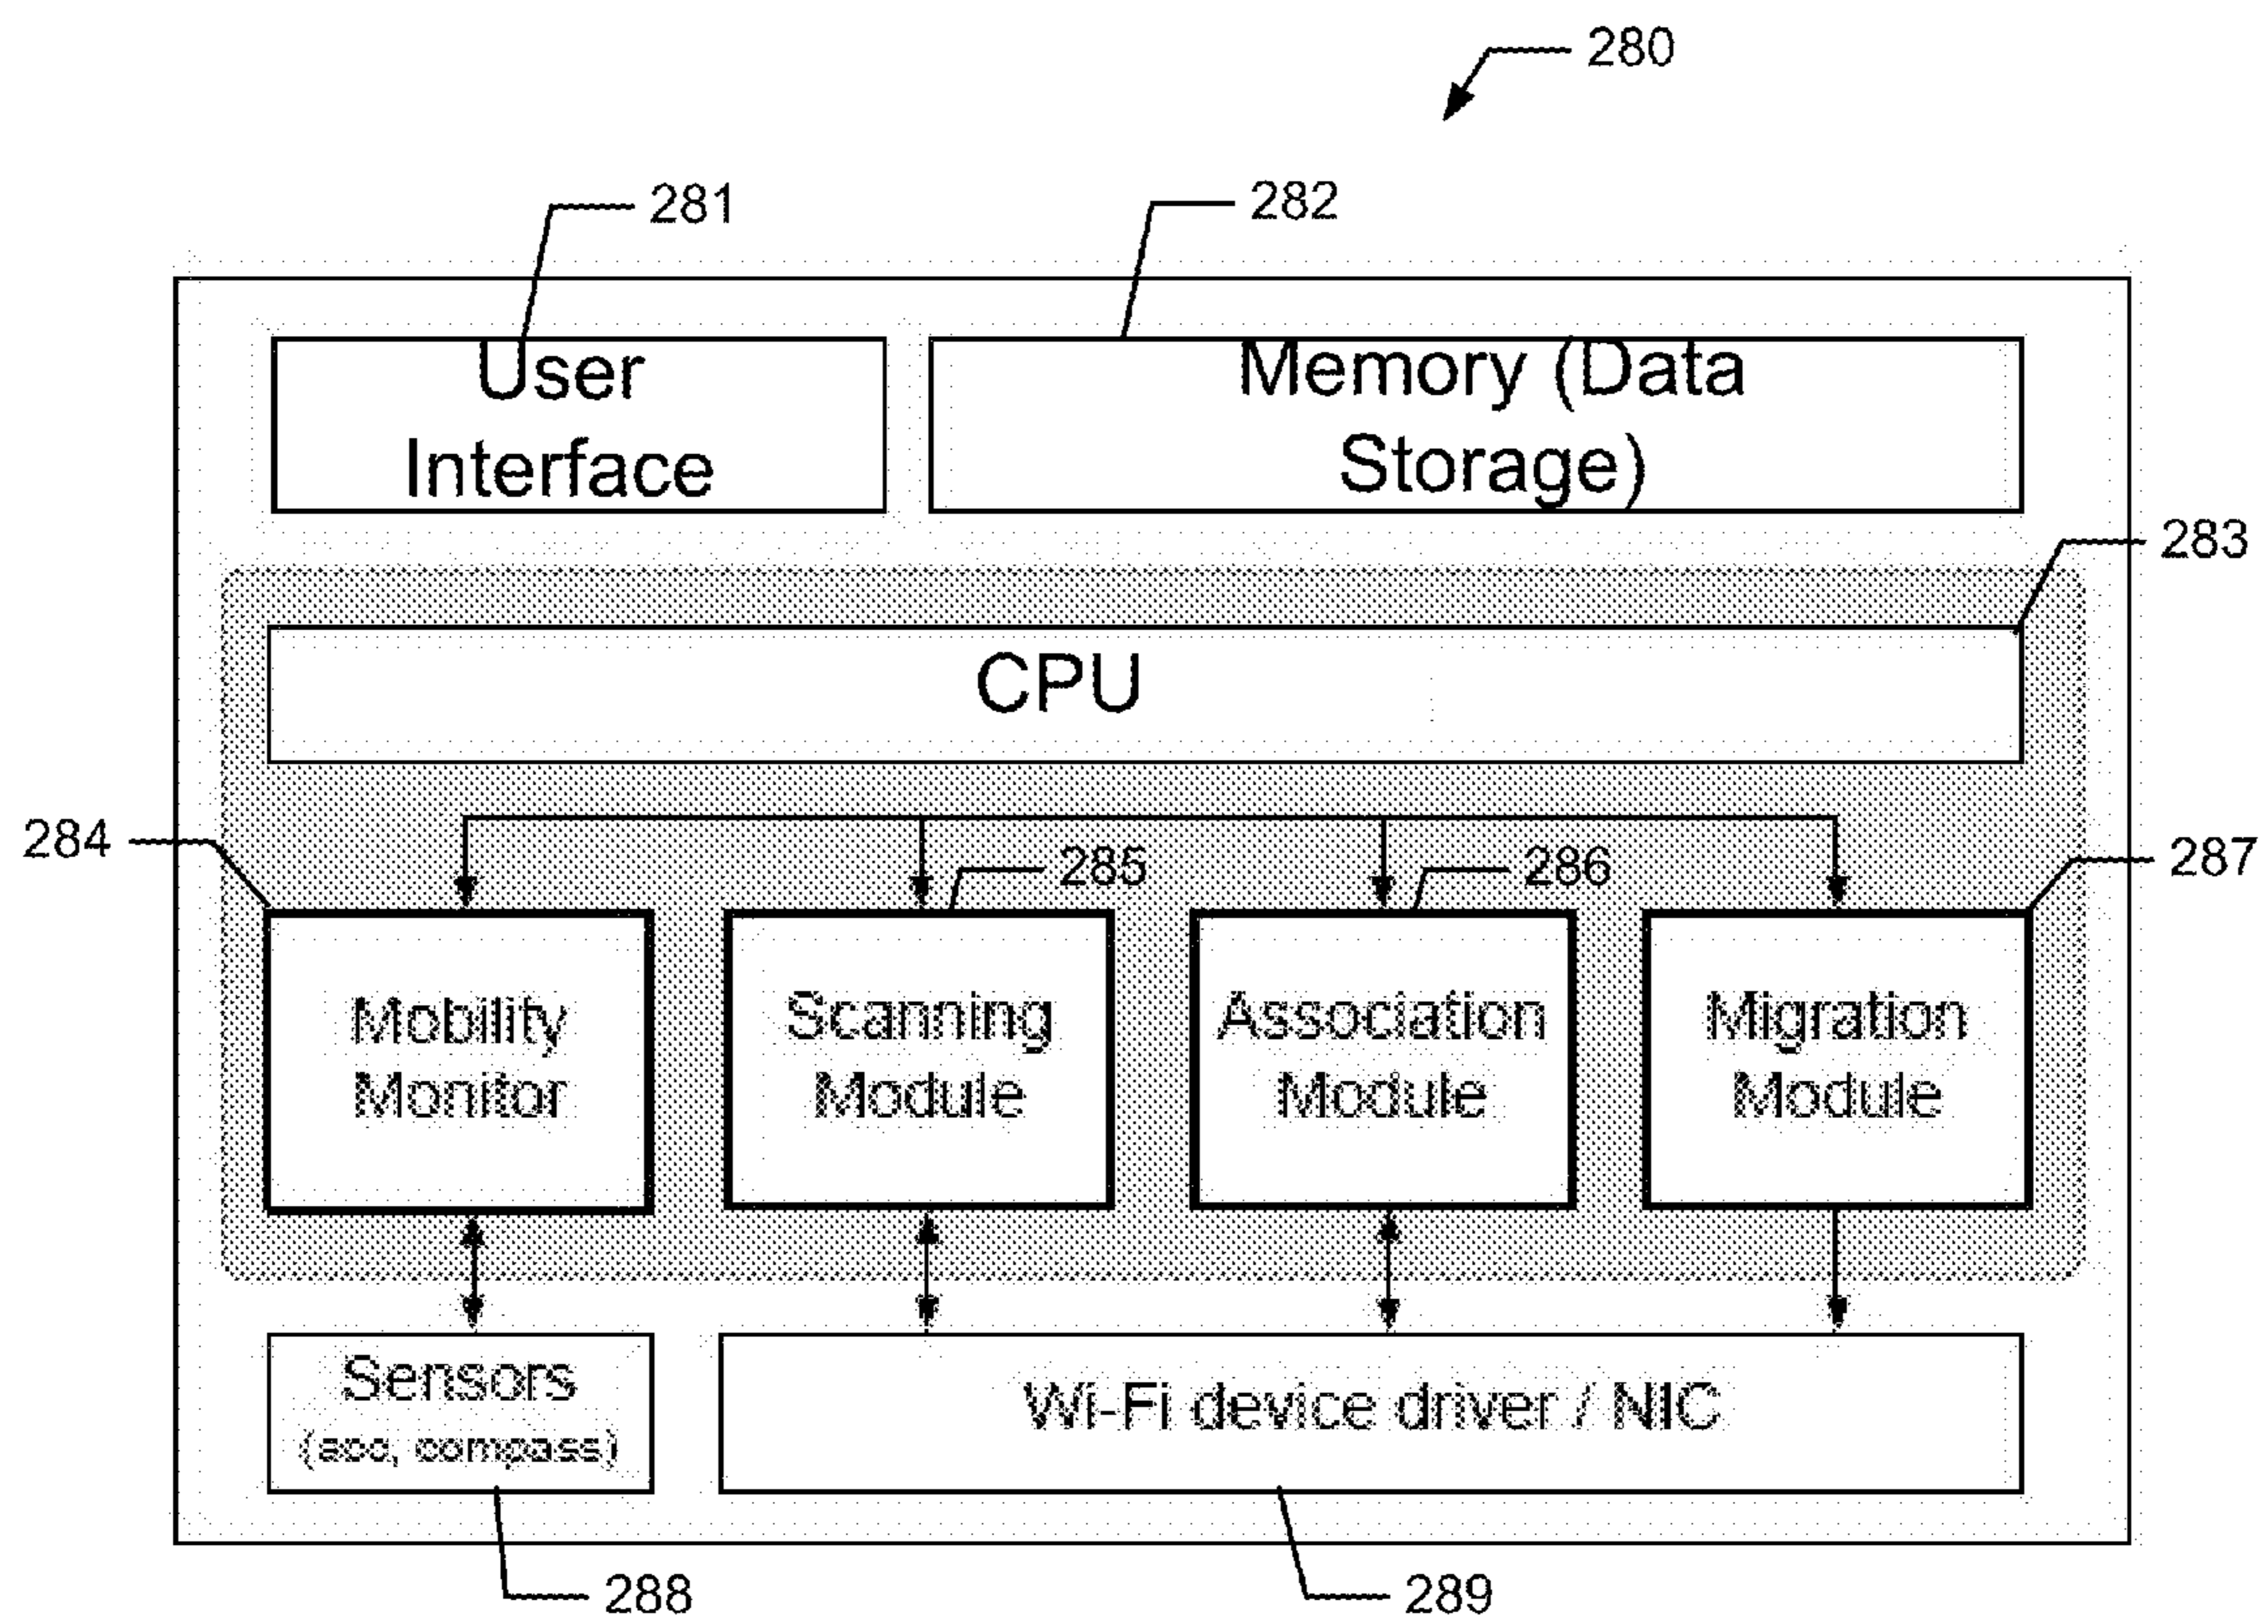 280
281
282
User
Interface
Memory (Data
Storage)
283
CPU
284
285
286
287
Mobility
Monitor
Scanning
Module
Association
Module
Migration
Module
Sensors
(acc, compass)
Wi-Fi device driver / NIC
288
289